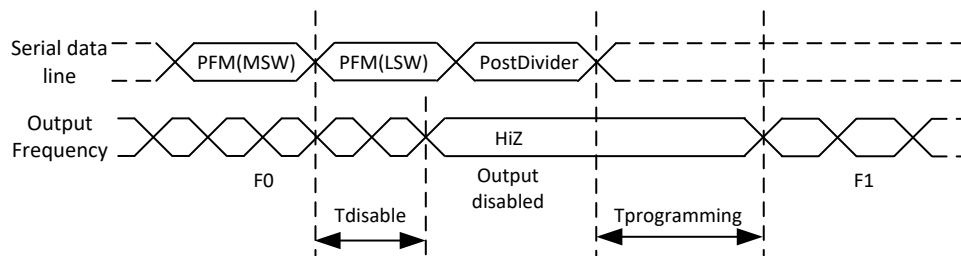 Serial data
line
PFM(MSW)
PFM(LSW)
PostDivider
Output
Frequency
HiZ
F0
Output
disabled
F1
Tdisable
Tprogramming